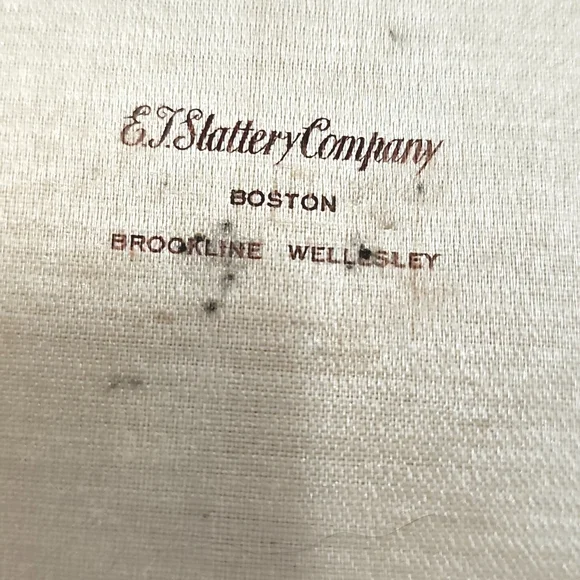 E.T.Slattery Company
BOSTON
BROOKLINE WELLESLEY